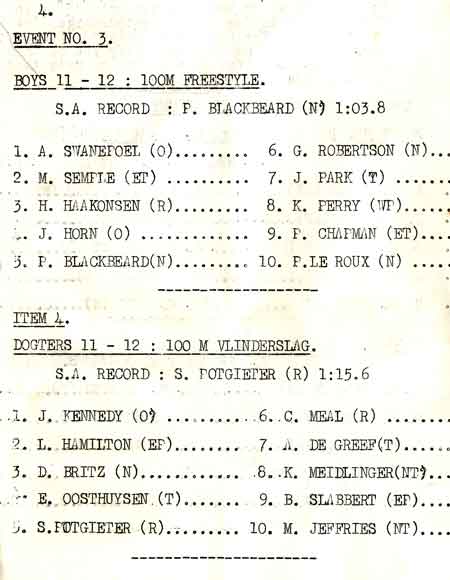 4.
EVENT NO. 3.
BOYS 11 - 12 : 100M FREESTYLE.
S.A. RECORD : P. BLACKBEARD (N) 1:03.8
1. A. SWANEPOEL (O)......... 6. G. ROBERTSON (N)...
2. M. SEMPLE (EP) .......... 7. J. PARK (T) .......
3. H. HAAKONSEN (R)......... 8. K. PERRY (WP)......
4. J. HORN (O) ............. 9. P. CHAPMAN (ET)....
5. P. BLACKBEARD(N)......... 10. P.LE ROUX (N) .....
--------------------
ITEM 4.
DOGTERS 11 - 12 : 100 M VLINDERSLAG.
S.A. RECORD : S. POTGIETER (R) 1:15.6
1. J. KENNEDY (O) .......... 6. C. MEAL (R) .......
2. L. HAMILTON (EP)......... 7. A. DE GREEF(T).....
3. D. BRITZ (N)............. 8. K. MEIDLINGER(NT)...
E. OOSTHUYSEN (T)........ 9. B. SLABBERT (EP)....
5. S.POTGIETER (R)......... 10. M. JEFFRIES (NT)....
-----------------------